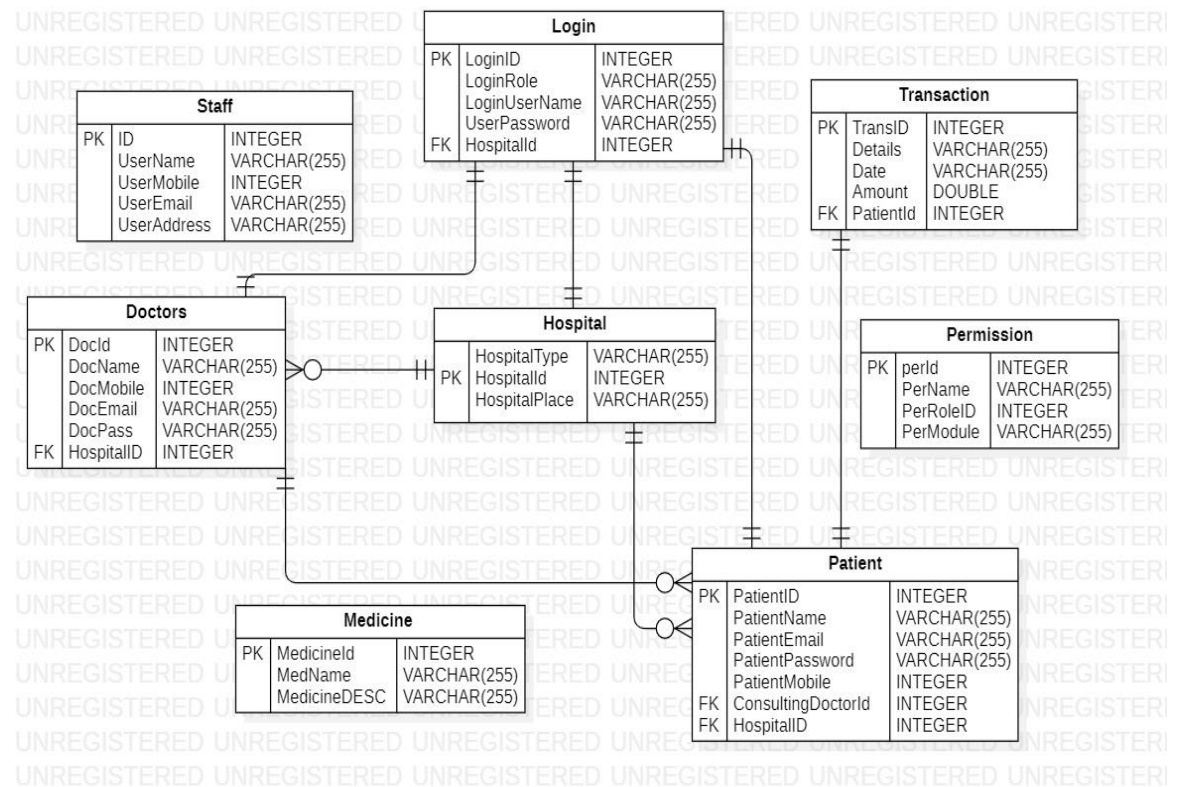 Login
PK LoginID INTEGER
LoginRole VARCHAR(255)
LoginUserName VARCHAR(255)
UserPassword VARCHAR(255)
FK HospitalId INTEGER
Staff
PK ID INTEGER
UserName VARCHAR(255)
UserMobile INTEGER
UserEmail VARCHAR(255)
UserAddress VARCHAR(255)
Transaction
PK TransID INTEGER
Details VARCHAR(255)
Date VARCHAR(255)
Amount DOUBLE
FK PatientId INTEGER
Doctors
PK DocId INTEGER
DocName VARCHAR(255)
DocMobile INTEGER
DocEmail VARCHAR(255)
DocPass VARCHAR(255)
FK HospitalID INTEGER
Hospital
HospitalType VARCHAR(255)
PK HospitalId INTEGER
HospitalPlace VARCHAR(255)
Permission
PK perId INTEGER
PerName VARCHAR(255)
PerRoleID INTEGER
PerModule VARCHAR(255)
Patient
PK PatientID INTEGER
PatientName VARCHAR(255)
PatientEmail VARCHAR(255)
PatientPassword VARCHAR(255)
PatientMobile INTEGER
FK ConsultingDoctorId INTEGER
FK HospitalID INTEGER
Medicine
PK MedicineId INTEGER
MedName VARCHAR(255)
MedicineDESC VARCHAR(255)
UNREGISTERED